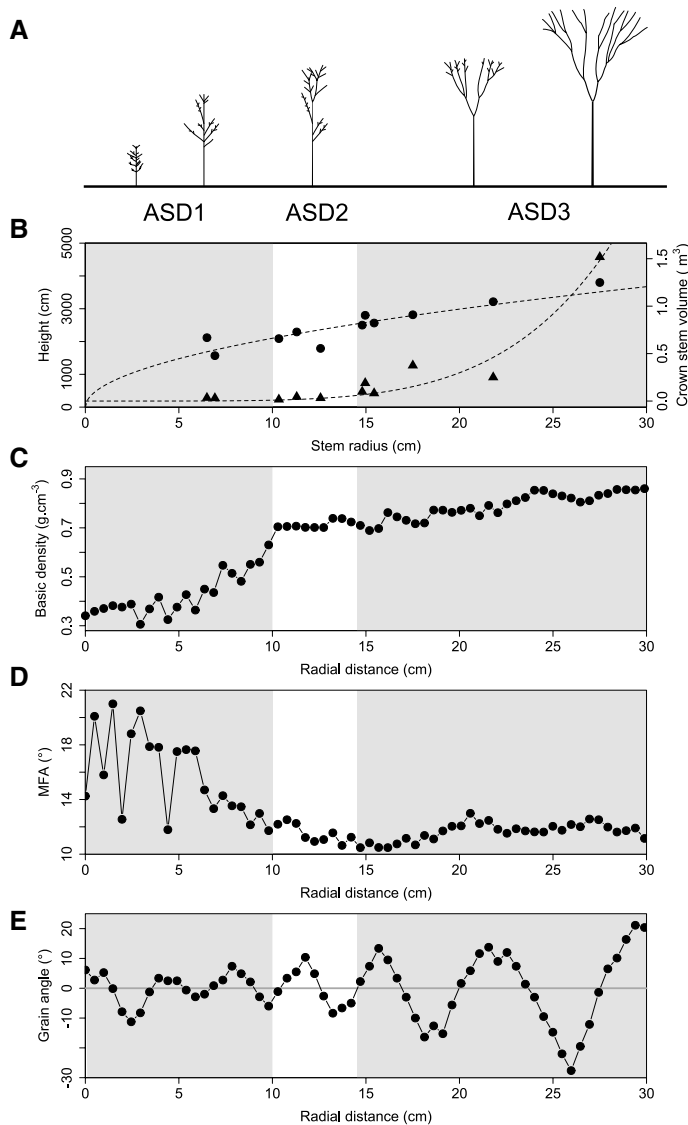 A
ASD1 ASD2 ASD3
B
5000
3000
1000
0
Height (cm)
1.5
1.0
0.5
0.0
Crown stem volume ( m³)
0 5 10 15 20 25 30
Stem radius (cm)
C
0.9
0.7
0.5
0.3
Basic density (g.cm⁻³)
0 5 10 15 20 25 30
Radial distance (cm)
D
22
18
14
10
MFA (°)
0 5 10 15 20 25 30
Radial distance (cm)
E
20
10
0
-10
-30
Grain angle (°)
0 5 10 15 20 25 30
Radial distance (cm)